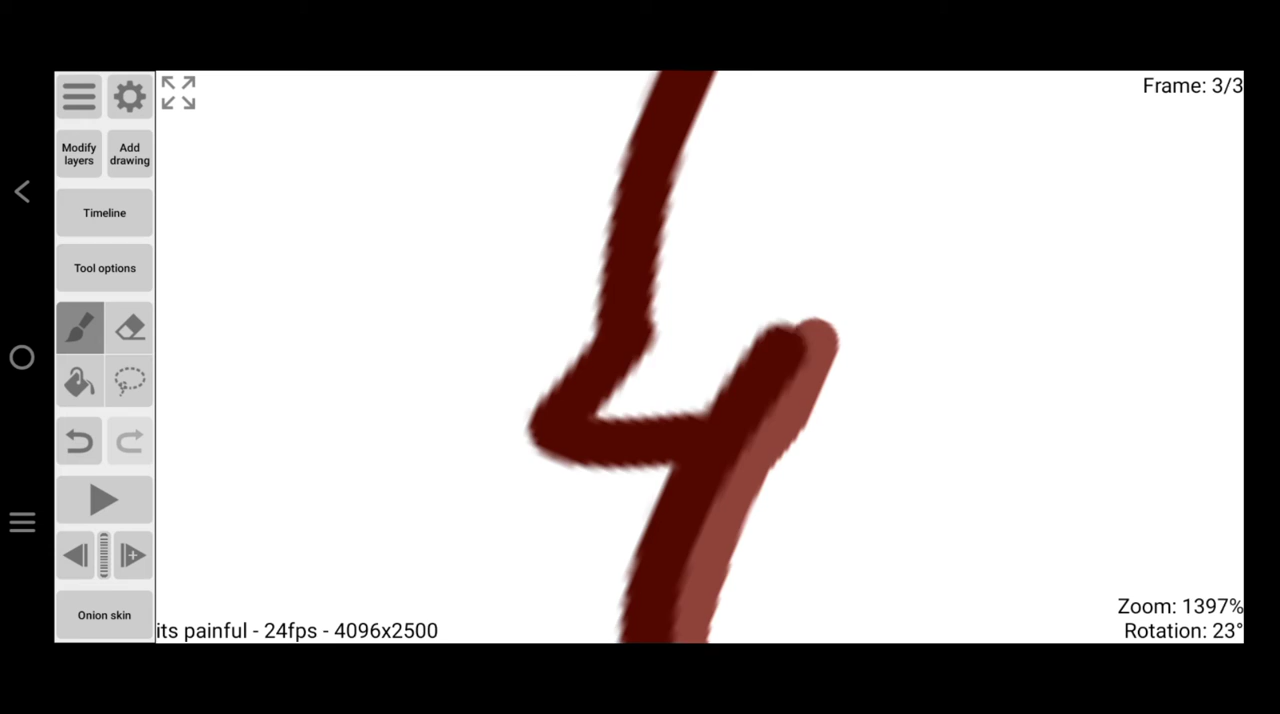 Frame: 3/3
Modify
layers
Add
drawing
Timeline
Tool options
Onion skin
its painful - 24fps - 4096x2500
Zoom: 1397%
Rotation: 23°